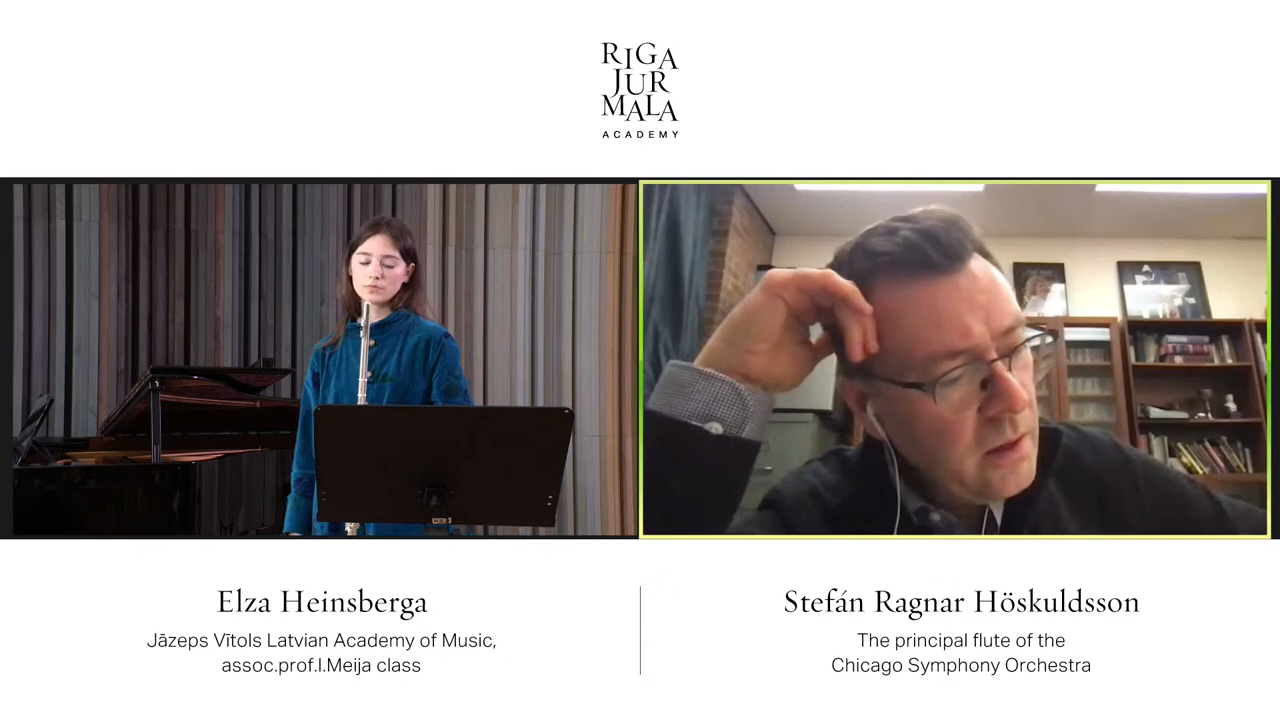 RIGA
JUR
MALA
ACADEMY
Elza Heinsberga
Jāzeps Vītols Latvian Academy of Music,
assoc.prof.I.Meija class
Stefán Ragnar Höskuldsson
The principal flute of the
Chicago Symphony Orchestra